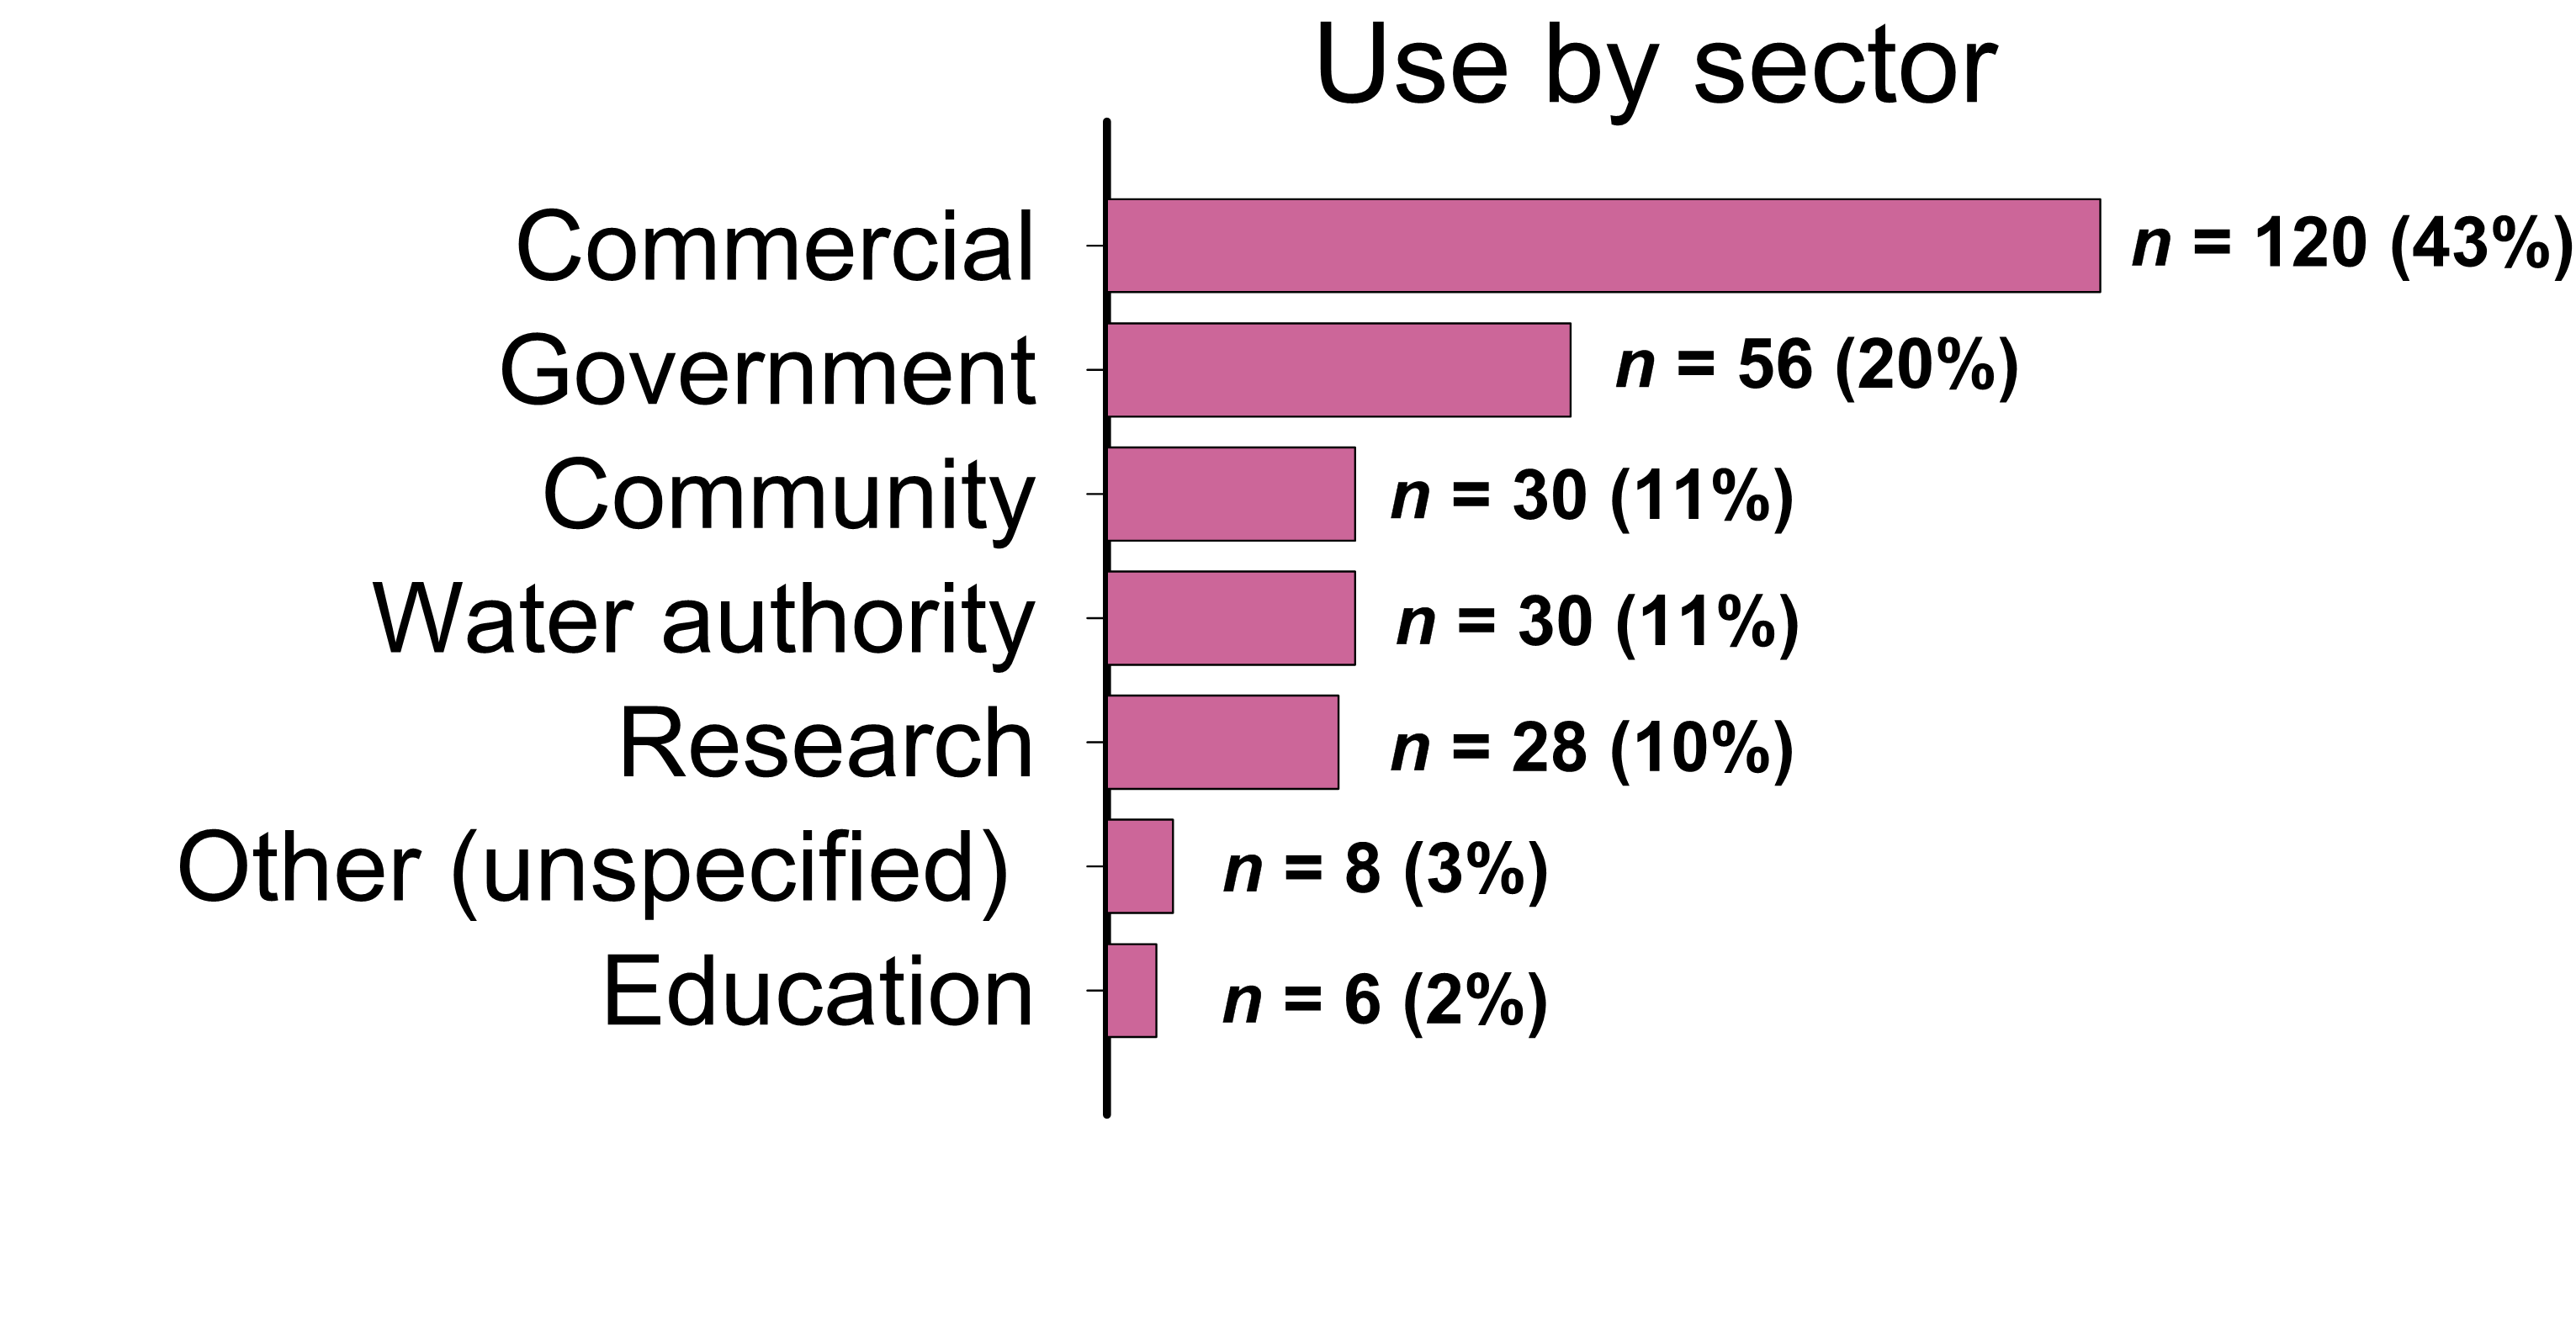 Use by sector
Commercial n = 120 (43%)
Government n = 56 (20%)
Community n = 30 (11%)
Water authority n = 30 (11%)
Research n = 28 (10%)
Other (unspecified) n = 8 (3%)
Education n = 6 (2%)